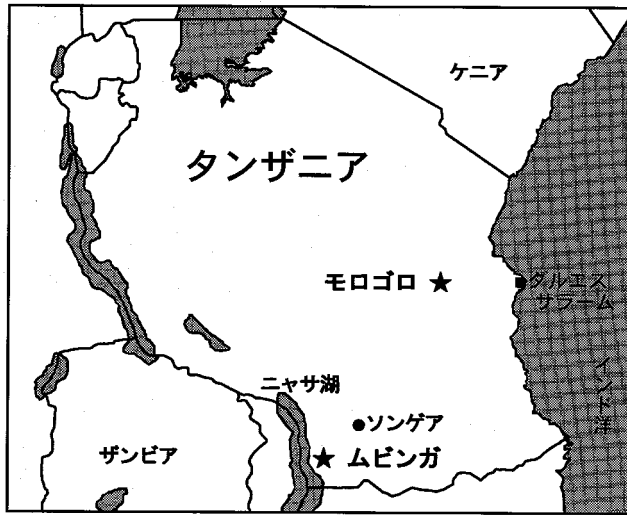 ケニア
タンザニア
モロゴロ
ダルエス
サラーム
インド洋
ニャサ湖
ソンゲア
ザンビア
ムビンガ